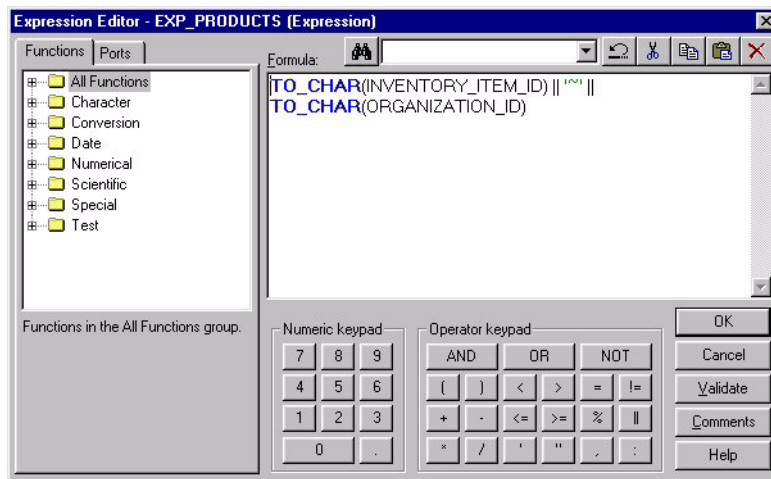 Expression Editor - EXP_PRODUCTS (Expression)
Functions Ports
Formula:
All Functions
Character
Conversion
Date
Numerical
Scientific
Special
Test
TO_CHAR(INVENTORY_ITEM_ID) || '~' ||
TO_CHAR(ORGANIZATION_ID)
Functions in the All Functions group.
Numeric keypad
7 8 9
4 5 6
1 2 3
0 .
Operator keypad
AND OR NOT
( ) < > = !=
+ - <= >= % ||
* / ' " , :
OK
Cancel
Validate
Comments
Help